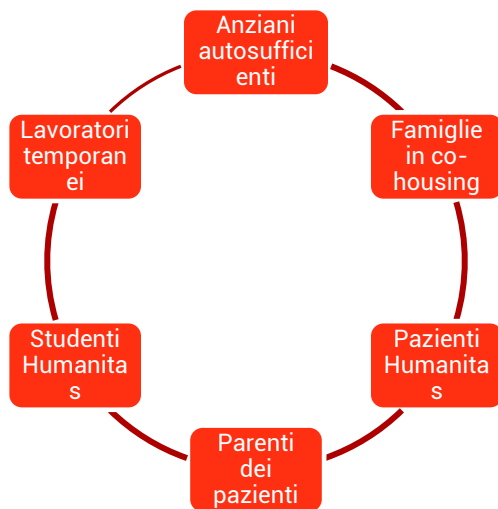 Anziani
autosuffici
enti
Famiglie
in co-
housing
Pazienti
Humanita
s
Parenti
dei
pazienti
Studenti
Humanita
s
Lavoratori
temporan
ei